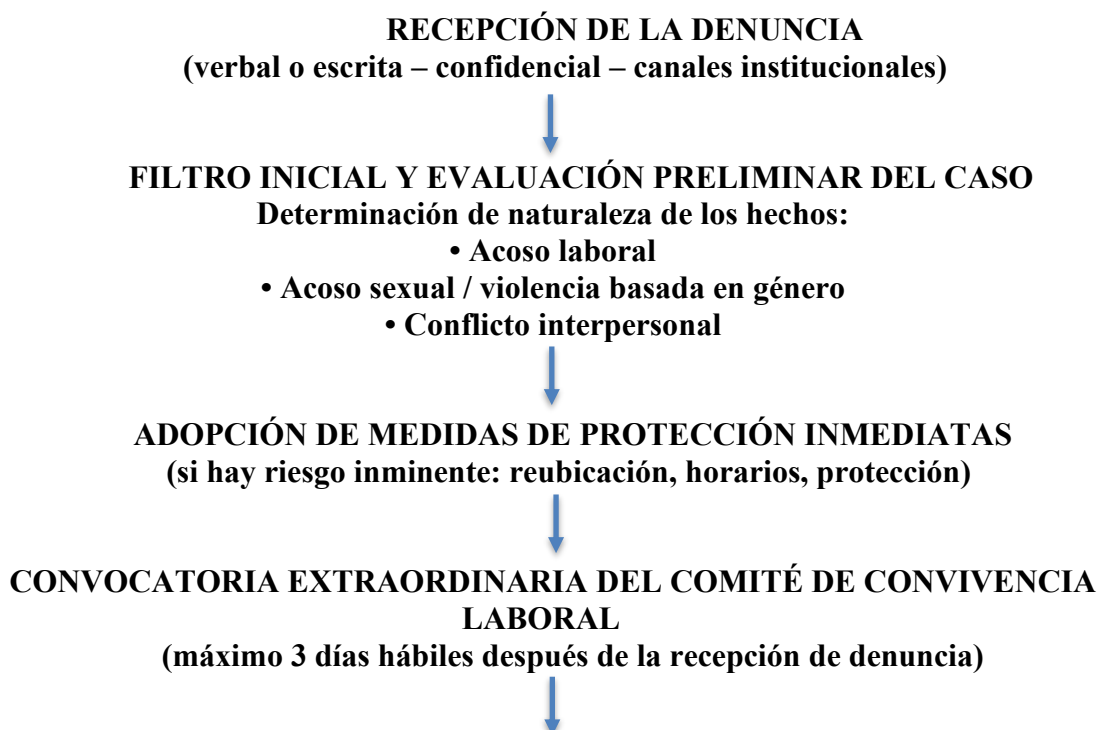 RECEPCIÓN DE LA DENUNCIA
(verbal o escrita – confidencial – canales institucionales)
FILTRO INICIAL Y EVALUACIÓN PRELIMINAR DEL CASO
Determinación de naturaleza de los hechos:
• Acoso laboral
• Acoso sexual / violencia basada en género
• Conflicto interpersonal
ADOPCIÓN DE MEDIDAS DE PROTECCIÓN INMEDIATAS
(si hay riesgo inminente: reubicación, horarios, protección)
CONVOCATORIA EXTRAORDINARIA DEL COMITÉ DE CONVIVENCIA
LABORAL
(máximo 3 días hábiles después de la recepción de denuncia)